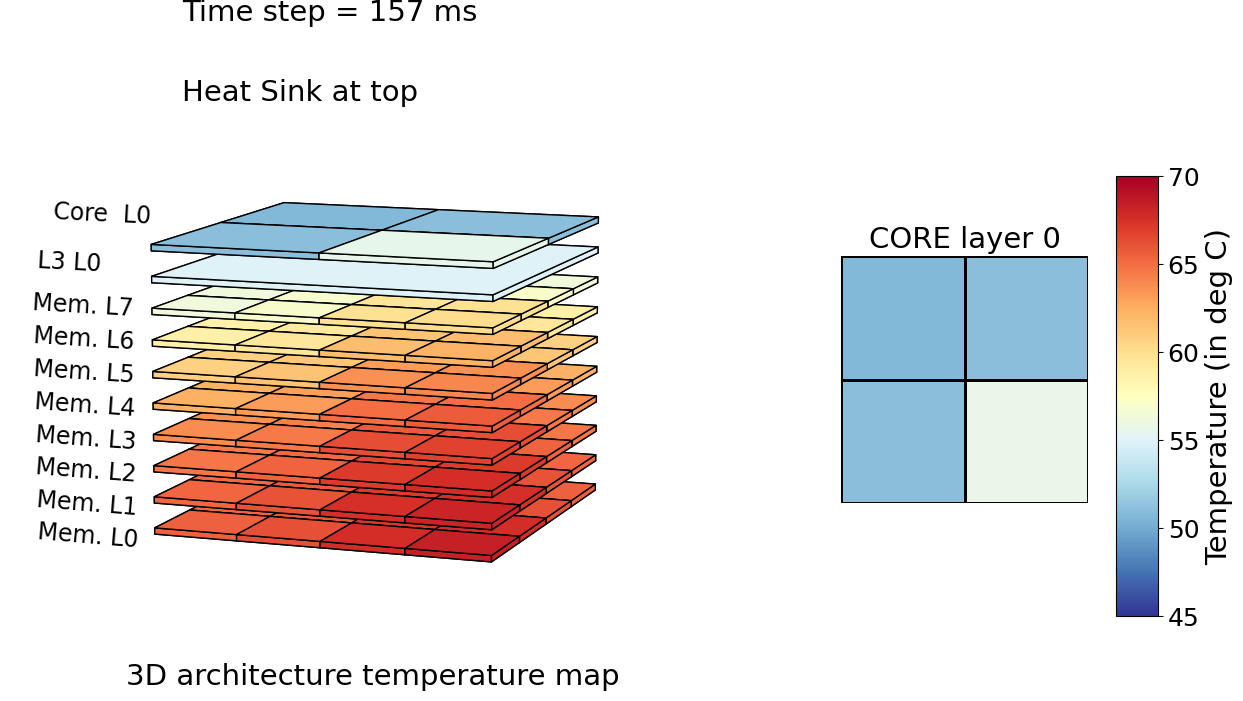 Time step = 157 ms
Heat Sink at top
Core  L0
L3 L0
Mem. L7
Mem. L6
Mem. L5
Mem. L4
Mem. L3
Mem. L2
Mem. L1
Mem. L0
3D architecture temperature map
CORE layer 0
70
65
60
55
50
45
Temperature (in deg C)